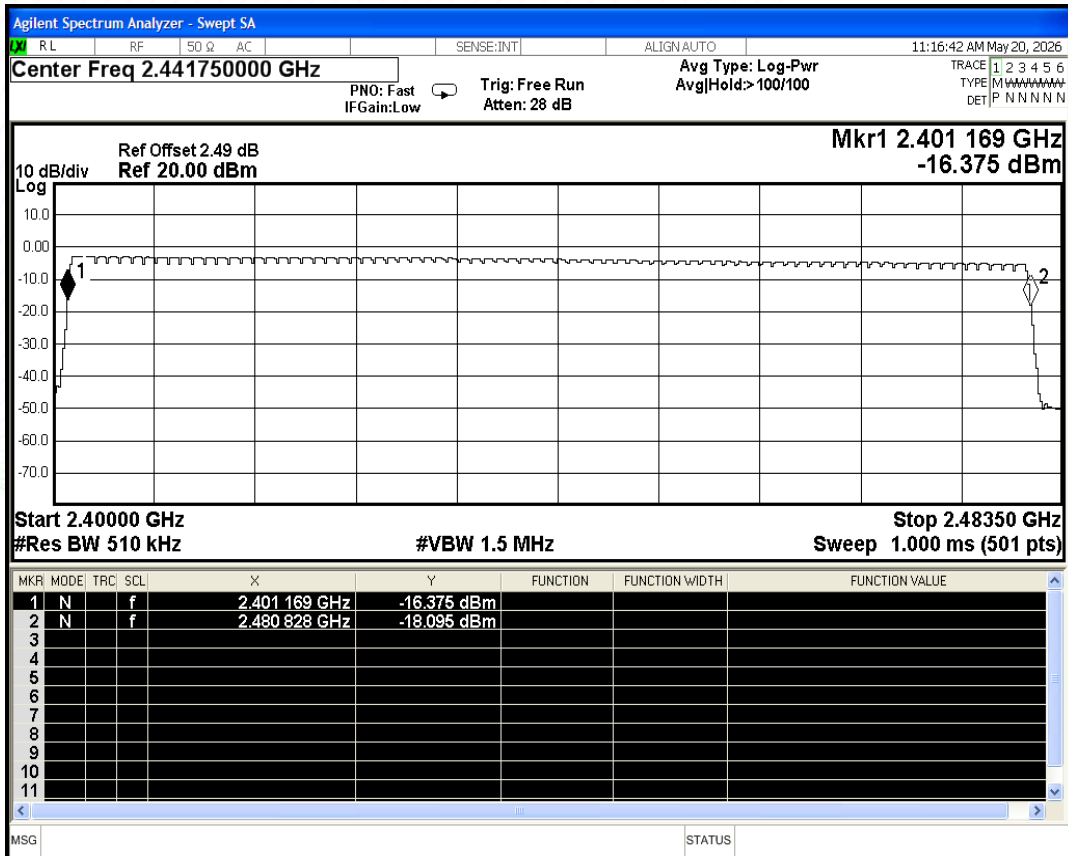 Agilent Spectrum Analyzer - Swept SA
LXI RL RF 50 Ω AC SENSE:INT ALIGN AUTO 11:16:42 AM May 20, 2026
Center Freq 2.441750000 GHz
PNO: Fast
IFGain:Low
Trig: Free Run
Atten: 28 dB
Avg Type: Log-Pwr
Avg|Hold:>100/100
TRACE 1 2 3 4 5 6
TYPE M
DET P N N N N N
Mkr1 2.401 169 GHz
-16.375 dBm
Ref Offset 2.49 dB
10 dB/div Ref 20.00 dBm
Log
10.0
0.00
-10.0
-20.0
-30.0
-40.0
-50.0
-60.0
-70.0
1
2
Start 2.40000 GHz Stop 2.48350 GHz
#Res BW 510 kHz #VBW 1.5 MHz Sweep 1.000 ms (501 pts)
MKR MODE TRC SCL X Y FUNCTION FUNCTION WIDTH FUNCTION VALUE
1 N f 2.401 169 GHz -16.375 dBm
2 N f 2.480 828 GHz -18.095 dBm
3
4
5
6
7
8
9
10
11
MSG STATUS